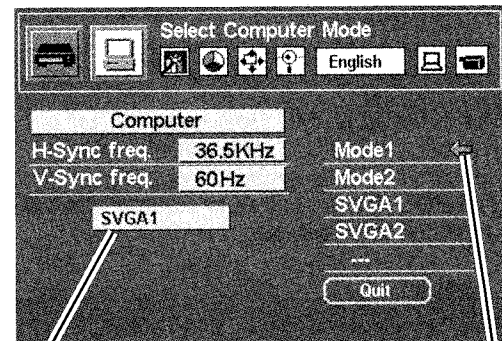 Select Computer Mode
English
Computer
H-Sync freq. 36.5KHz
V-Sync freq. 60Hz
SVGA1
Mode1
Mode2
SVGA1
SVGA2
---
Quit